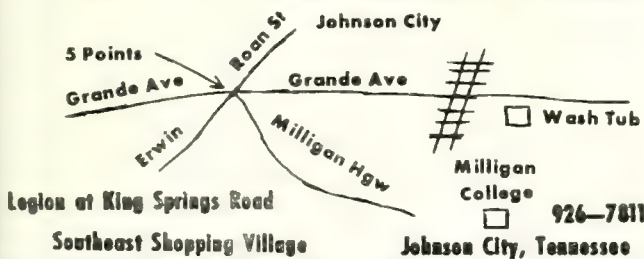 Johnson City
Roan St
5 Points
Grande Ave
Grande Ave
Wash Tub
Erwin
Milligan Hgw
Milligan
College
Legion at King Springs Road
926—7811
Southeast Shopping Village
Johnson City, Tennessee